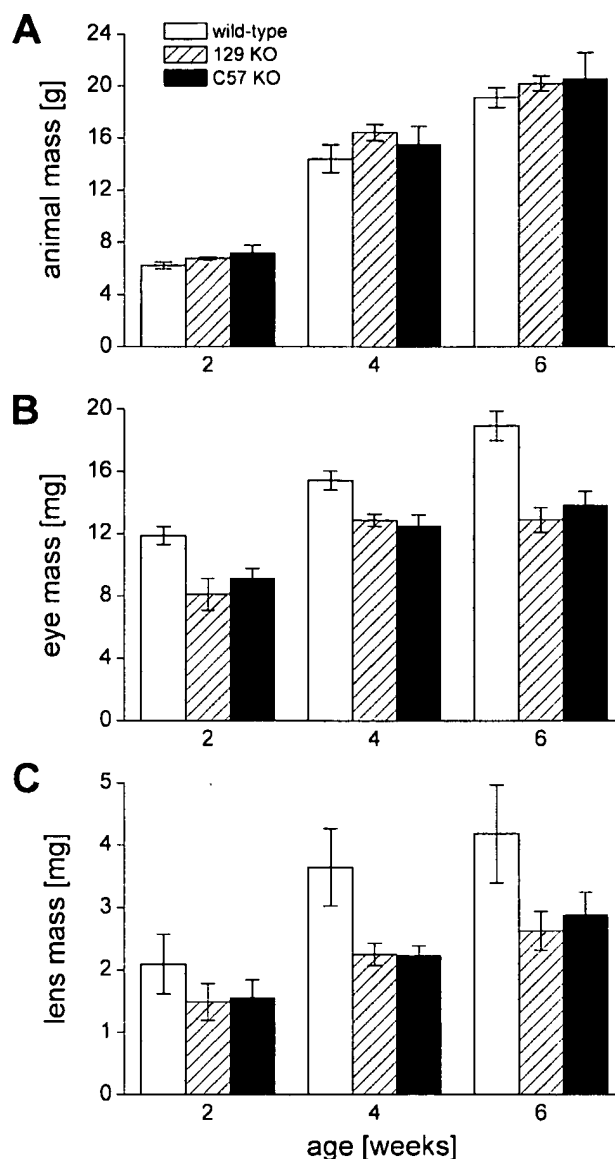 A
wild-type
129 KO
C57 KO
animal mass [g]
24
20
16
12
8
4
0
2 4 6
B
eye mass [mg]
20
16
12
8
4
0
2 4 6
C
lens mass [mg]
5
4
3
2
1
0
2 4 6
age [weeks]